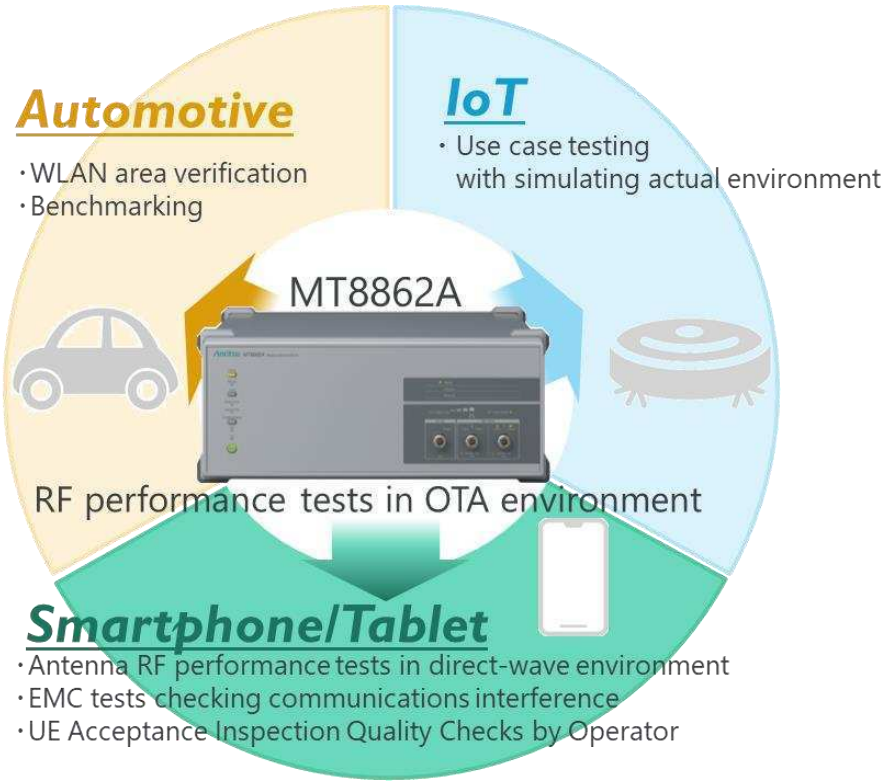 Automotive
・WLAN area verification
・Benchmarking
IoT
・Use case testing
with simulating actual environment
MT8862A
Anritsu MT8862A
RF performance tests in OTA environment
Smartphone/Tablet
・Antenna RF performance tests in direct-wave environment
・EMC tests checking communications interference
・UE Acceptance Inspection Quality Checks by Operator